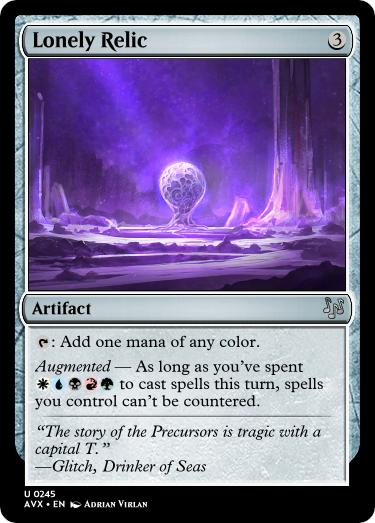 Lonely Relic 3
Artifact
: Add one mana of any color.
Augmented — As long as you've spent
to cast spells this turn, spells
you control can't be countered.
"The story of the Precursors is tragic with a
capital T."
—Glitch, Drinker of Seas
U 0245
AVX • EN Adrian Virlan